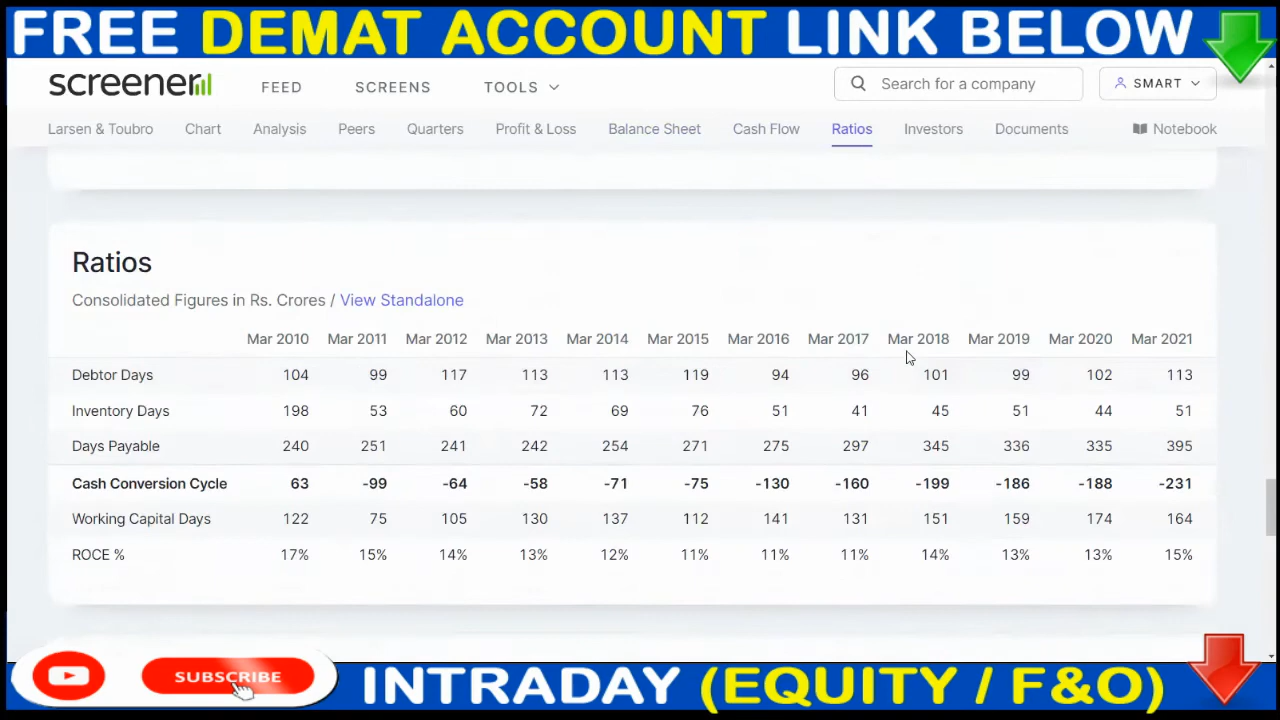 FREE DEMAT ACCOUNT LINK BELOW
screener FEED SCREENS TOOLS Search for a company SMART
Larsen & Toubro Chart Analysis Peers Quarters Profit & Loss Balance Sheet Cash Flow Ratios Investors Documents Notebook
Ratios
Consolidated Figures in Rs. Crores / View Standalone
Mar 2010 Mar 2011 Mar 2012 Mar 2013 Mar 2014 Mar 2015 Mar 2016 Mar 2017 Mar 2018 Mar 2019 Mar 2020 Mar 2021
Debtor Days 104 99 117 113 113 119 94 96 101 99 102 113
Inventory Days 198 53 60 72 69 76 51 41 45 51 44 51
Days Payable 240 251 241 242 254 271 275 297 345 336 335 395
Cash Conversion Cycle 63 -99 -64 -58 -71 -75 -130 -160 -199 -186 -188 -231
Working Capital Days 122 75 105 130 137 112 141 131 151 159 174 164
ROCE % 17% 15% 14% 13% 12% 11% 11% 11% 14% 13% 13% 15%
SUBSCRIBE INTRADAY (EQUITY / F&O)